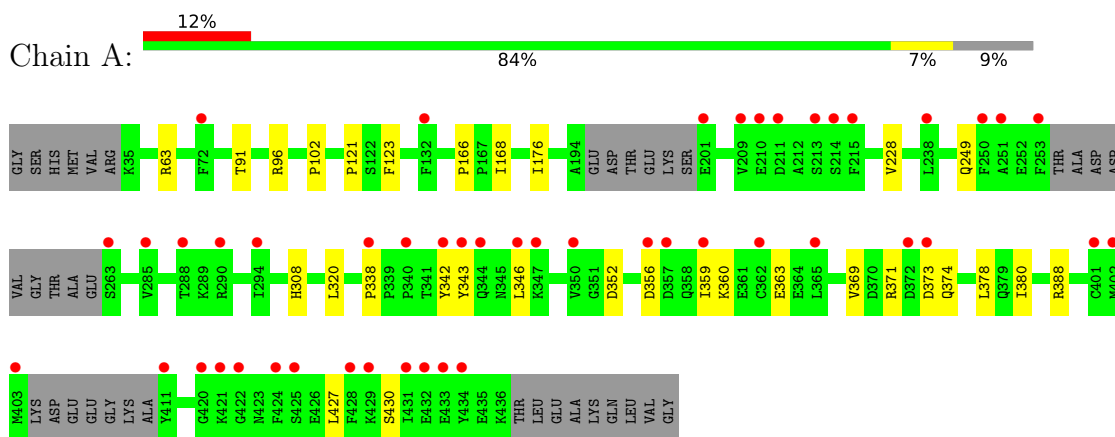 12%
Chain A:
84% 7% 9%
GLY SER HIS MET VAL ARG K35 R63 F72 T91 R96 P102 P121 S122 F123 F132 P166 P167 I168 I176 A194 GLU ASP THR GLU LYS SER E201 V209 E210 D211 A212 S213 S214 F215 V228 L238 Q249 F250 A251 E252 F253 THR ALA ASP ASP
VAL GLY THR ALA GLU S263 V285 T288 K289 R290 I294 H308 L320 P338 P339 P340 T341 Y342 Y343 Q344 N345 L346 K347 V350 G351 D352 D356 D357 Q358 I359 K360 E361 C362 E363 E364 L365 V369 D370 R371 D372 D373 Q374 L378 Q379 I380 R388 C401 M402
M403 LYS ASP GLU GLU GLY LYS ALA Y411 G420 K421 G422 N423 F424 S425 E426 L427 F428 K429 S430 I431 E432 E433 Y434 E435 K436 THR LEU GLU ALA LYS GLN LEU VAL GLY